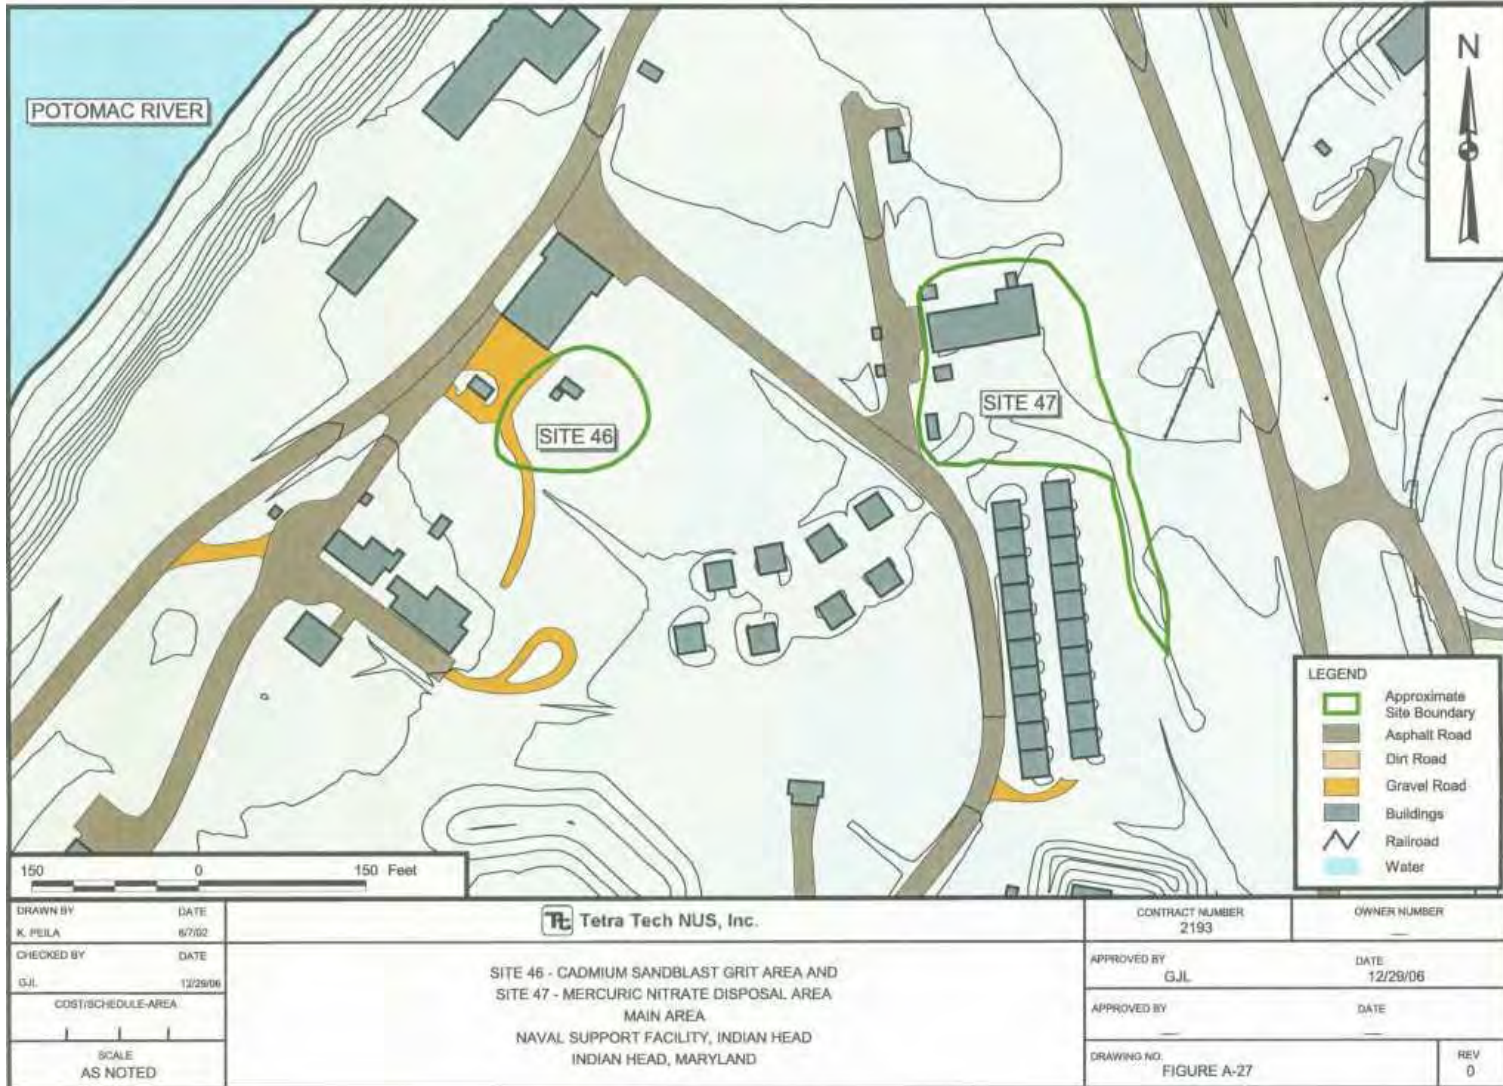 POTOMAC RIVER
N
SITE 47
SITE 46
LEGEND
Approximate
Site Boundary
Asphalt Road
Dirt Road
Gravel Road
Buildings
Railroad
Water
150 0 150 Feet
DRAWN BY DATE
K. PEILA 6/7/02
CHECKED BY DATE
GJL 12/29/06
COST/SCHEDULE-AREA
SCALE
AS NOTED
Tt Tetra Tech NUS, Inc.
SITE 46 - CADMIUM SANDBLAST GRIT AREA AND
SITE 47 - MERCURIC NITRATE DISPOSAL AREA
MAIN AREA
NAVAL SUPPORT FACILITY, INDIAN HEAD
INDIAN HEAD, MARYLAND
CONTRACT NUMBER
2193
OWNER NUMBER
—
APPROVED BY DATE
GJL 12/29/06
APPROVED BY DATE
— —
DRAWING NO.
FIGURE A-27
REV
0